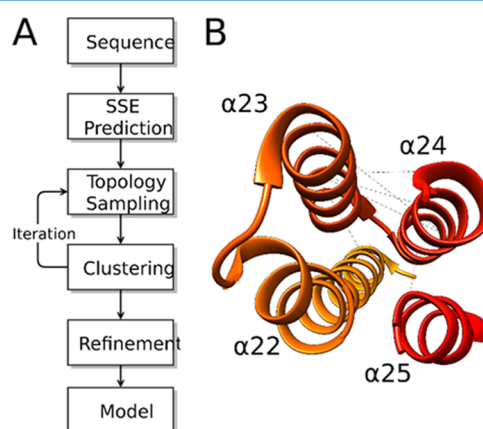 A
Sequence
SSE
Prediction
Topology
Sampling
Iteration
Clustering
Refinement
Model
B
α23
α24
α22
α25